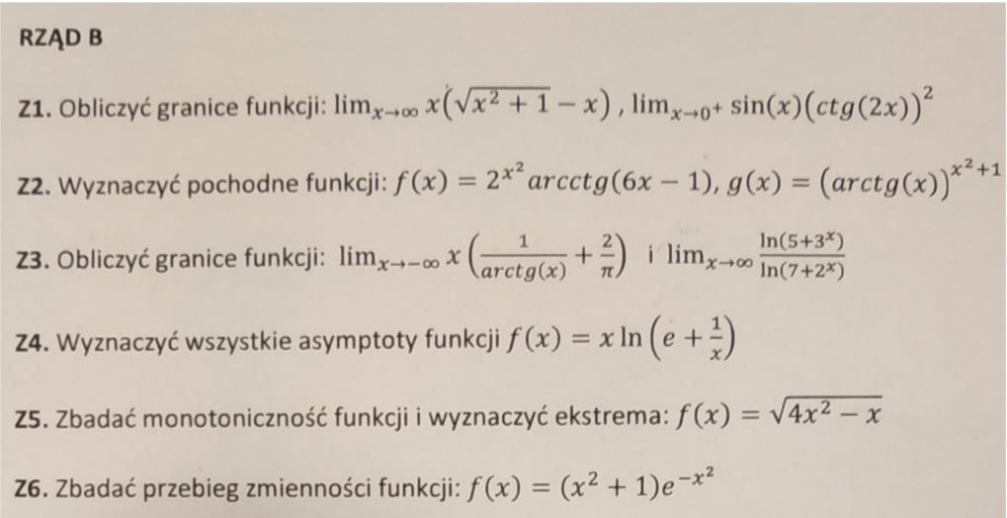 RZĄD B
Z1. Obliczyć granice funkcji: lim_{x→∞} x(√(x² + 1) − x) , lim_{x→0⁺} sin(x)(ctg(2x))²
Z2. Wyznaczyć pochodne funkcji: f(x) = 2^{x²} arcctg(6x − 1), g(x) = (arctg(x))^{x²+1}
Z3. Obliczyć granice funkcji: lim_{x→−∞} x(1/arctg(x) + 2/π) i lim_{x→∞} ln(5+3^x)/ln(7+2^x)
Z4. Wyznaczyć wszystkie asymptoty funkcji f(x) = x ln(e + 1/x)
Z5. Zbadać monotoniczność funkcji i wyznaczyć ekstrema: f(x) = √(4x² − x)
Z6. Zbadać przebieg zmienności funkcji: f(x) = (x² + 1)e^{−x²}